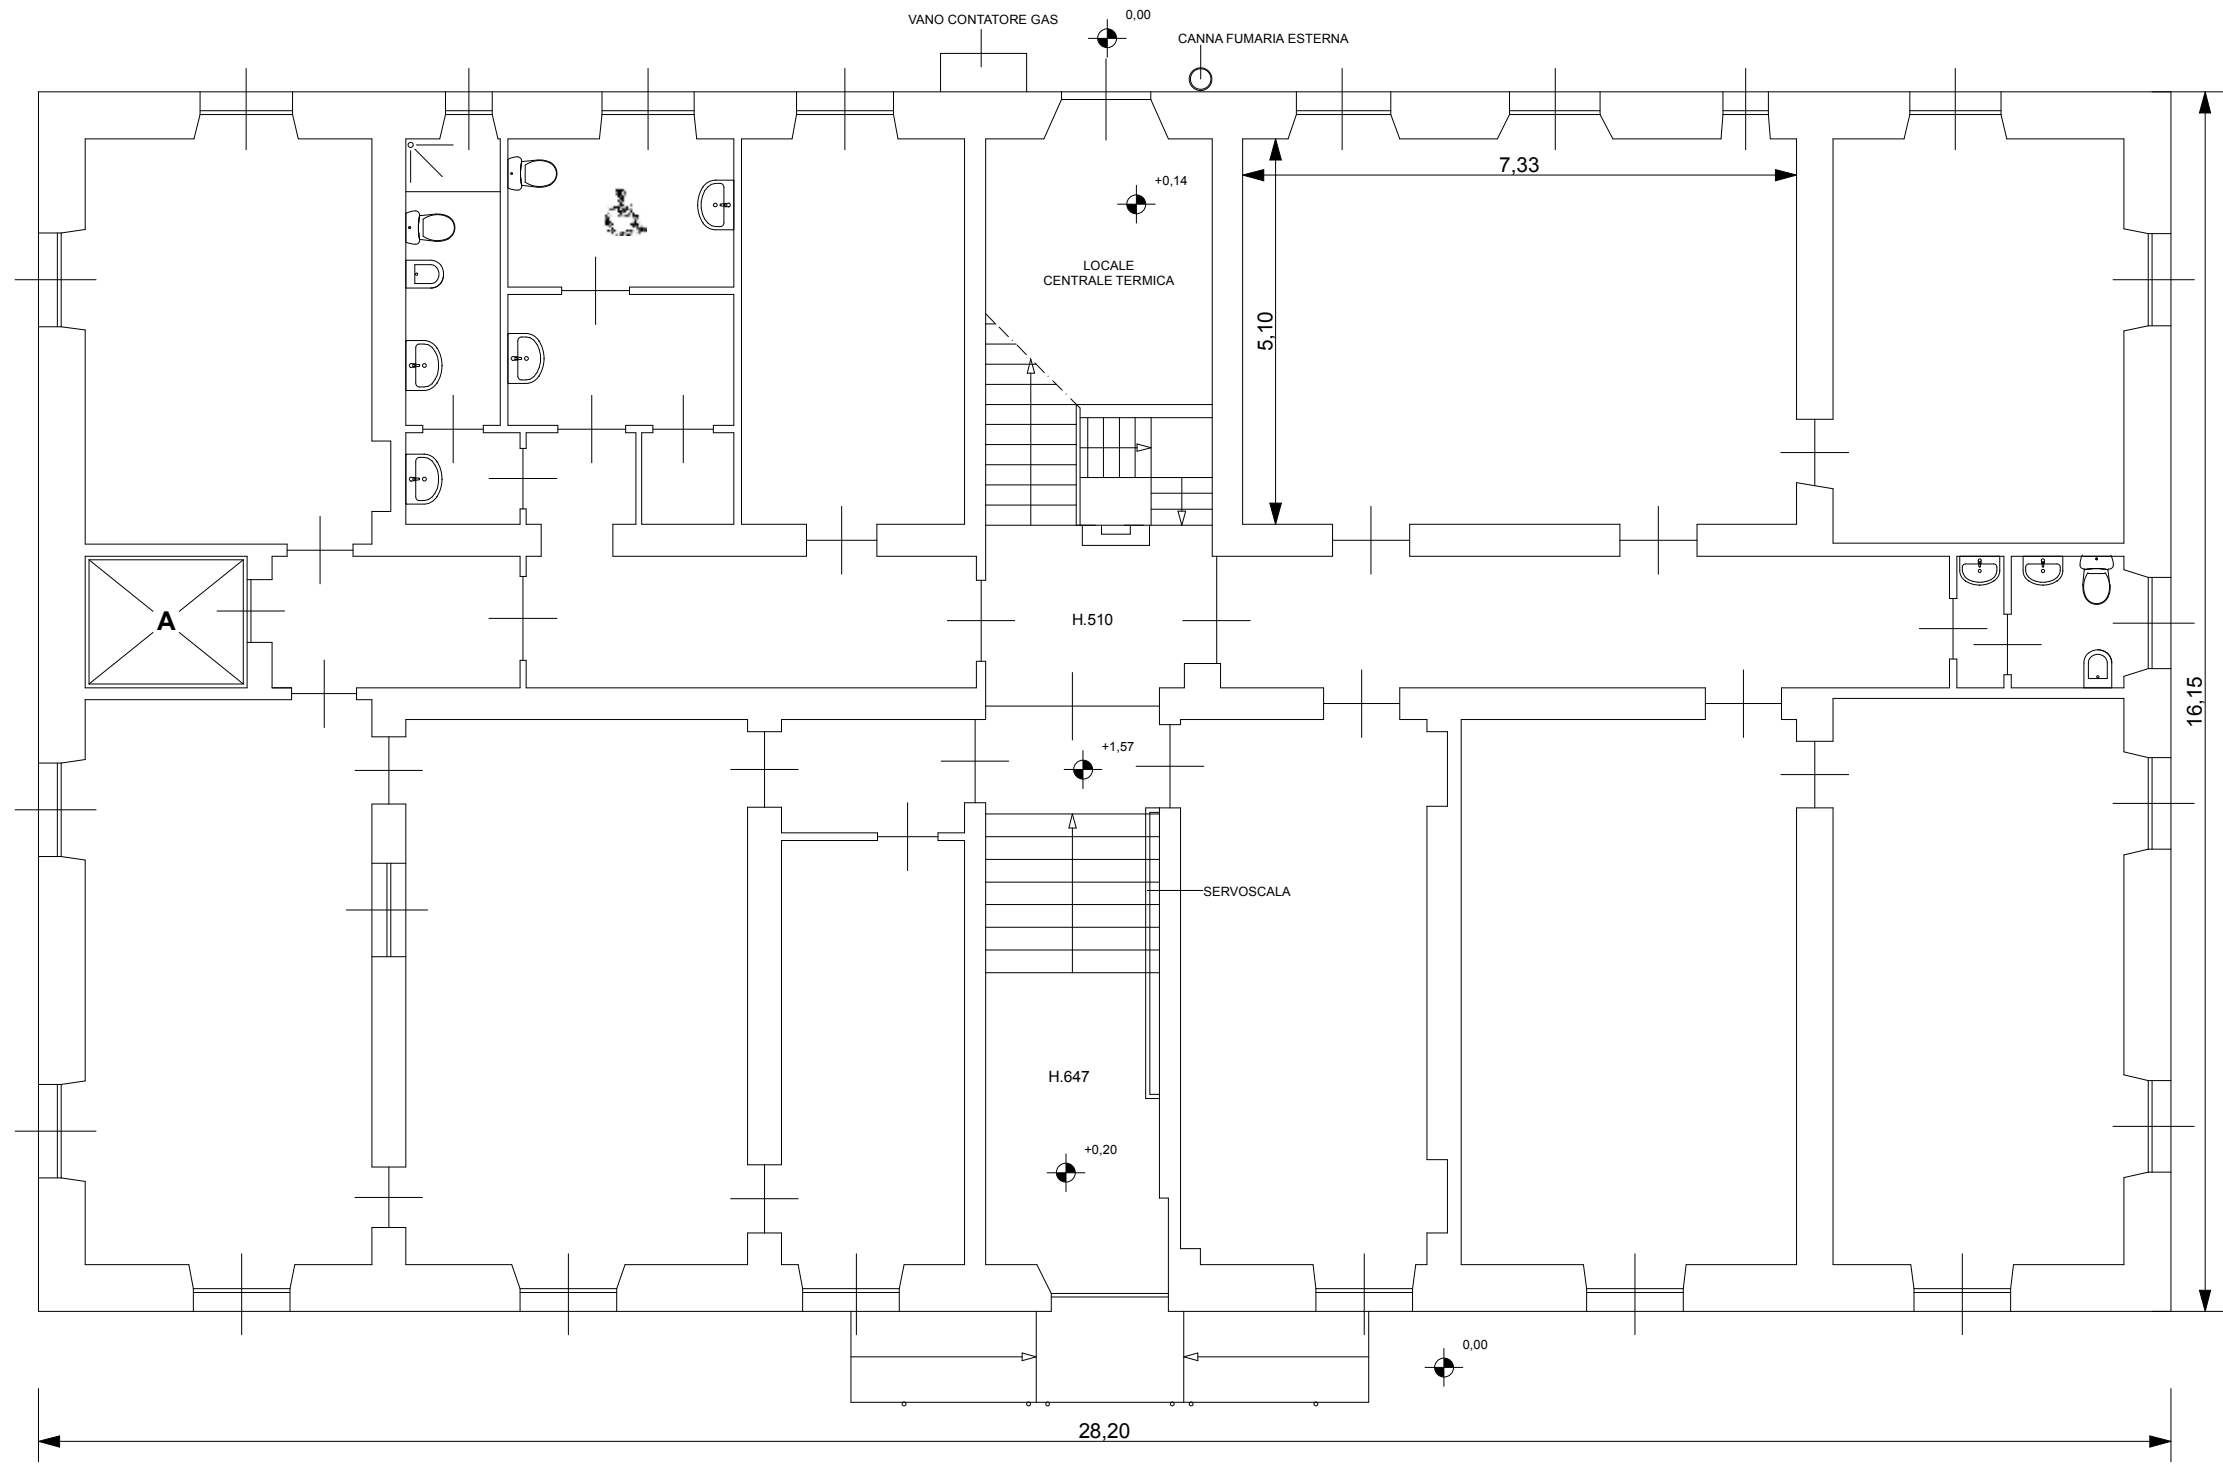 VANO CONTATORE GAS
0,00
CANNA FUMARIA ESTERNA
7,33
+0,14
LOCALE
CENTRALE TERMICA
5,10
A
H.510
16,15
+1,57
SERVOSCALA
H.647
+0,20
0,00
28,20